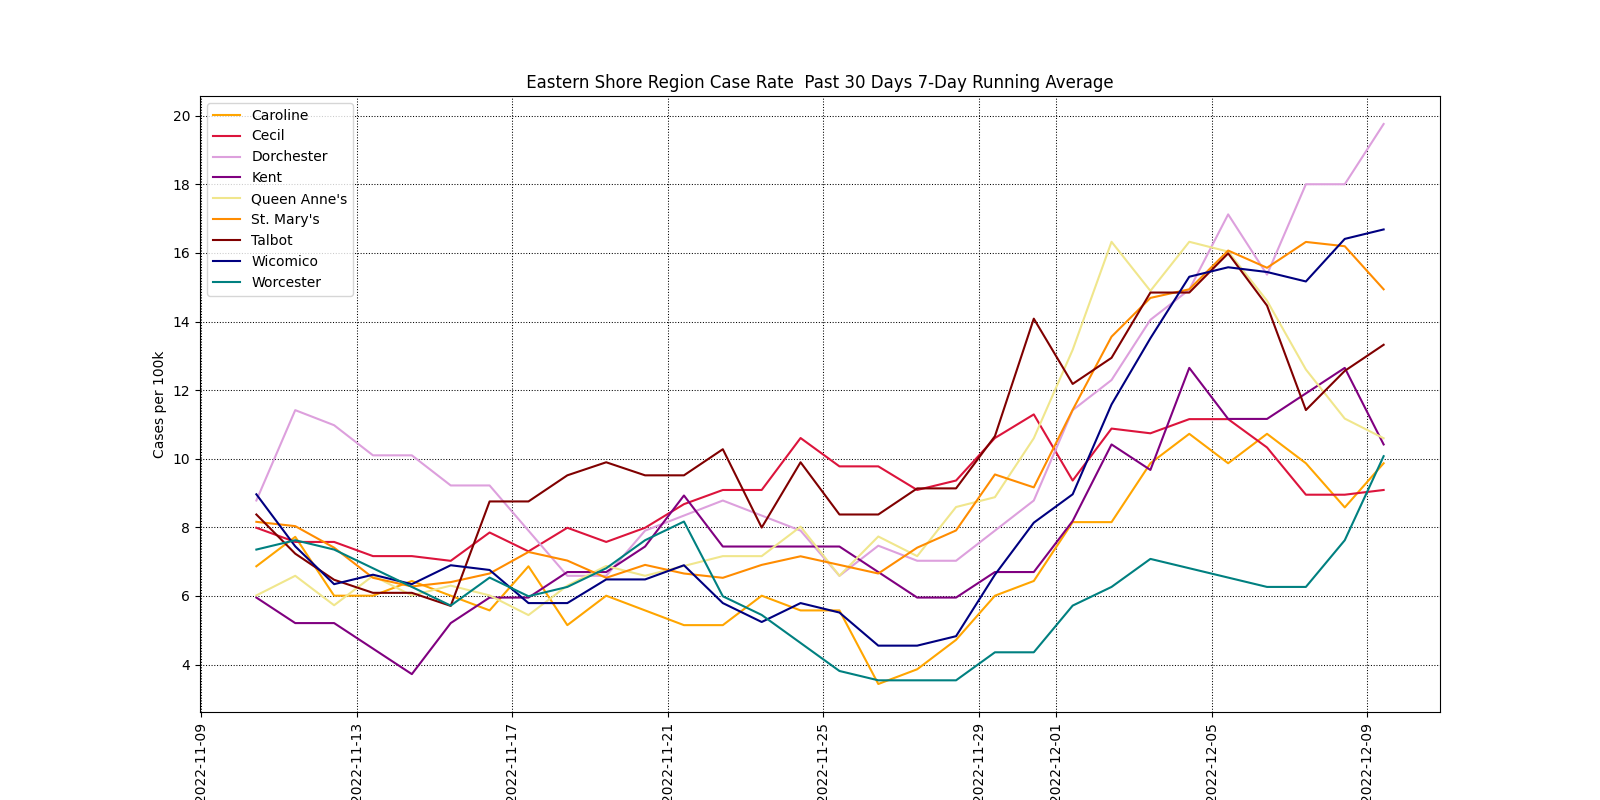 Eastern Shore Region Case Rate  Past 30 Days 7-Day Running Average
Caroline
Cecil
Dorchester
Kent
Queen Anne's
St. Mary's
Talbot
Wicomico
Worcester
Cases per 100k
20
18
16
14
12
10
8
6
4
2022-11-09
2022-11-13
2022-11-17
2022-11-21
2022-11-25
2022-11-29
2022-12-01
2022-12-05
2022-12-09